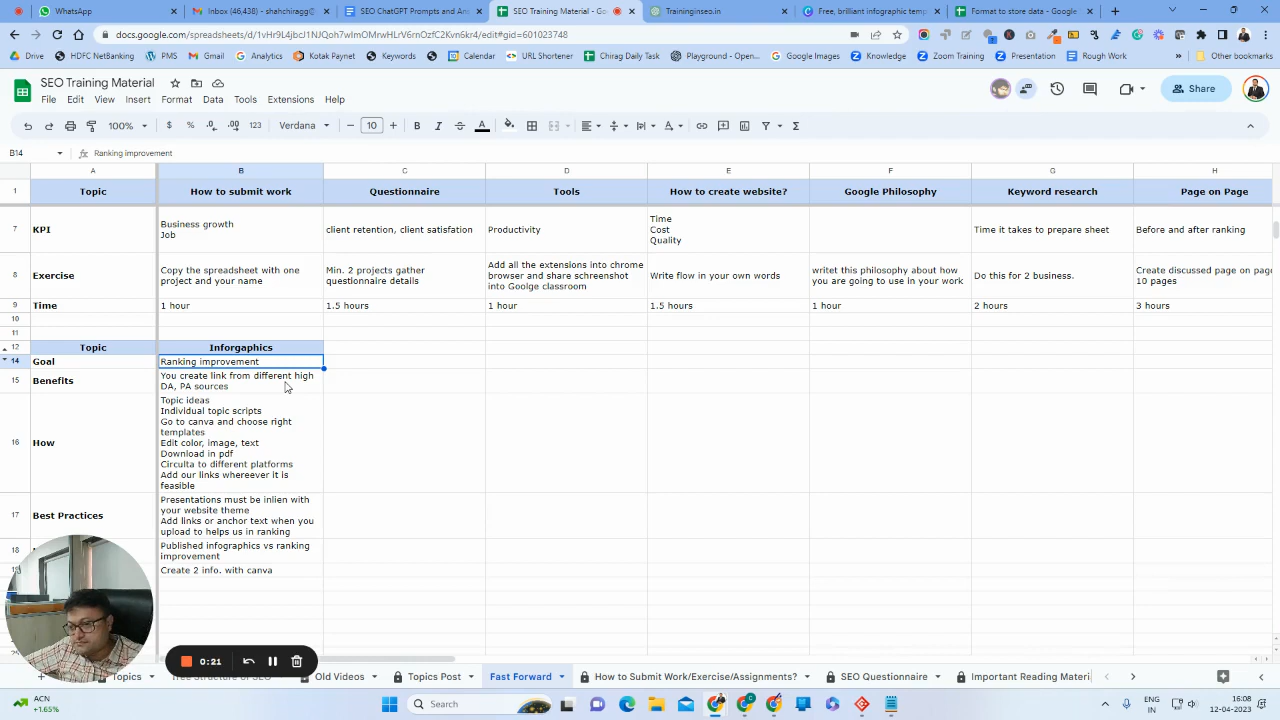 WhatsApp
Inbox (46,438) - shahchiragg@
SEO ChatGPT Prompts and An
SEO Training Material - Go
Traininginseo.in
Free, brilliant infographic temp
Format to store data - Google
docs.google.com/spreadsheets/d/1vHr9L4jbcl1NJQoh7wImOMrwHLrV6rnOzfC2Kvn6kr4/edit#gid=601023748
HDFC NetBanking
PMS
Gmail
Analytics
Kotak Paynet
Keywords
Calendar
URL Shortener
Chirag Daily Task
Playground - Open...
Google Images
Knowledge
Zoom Training
Presentation
Rough Work
Other bookmarks
SEO Training Material
File Edit View Insert Format Data Tools Extensions Help
Share
100% $ % .0 .00 123 Verdana 10 B I A
B14 Ranking improvement
A B C D E F G H
1 Topic How to submit work Questionnaire Tools How to create website? Google Philosophy Keyword research Page on Page
7 KPI
Business growth
Job
client retention, client satisfation
Productivity
Time
Cost
Quality
Time it takes to prepare sheet
Before and after ranking
8 Exercise
Copy the spreadsheet with one
project and your name
Min. 2 projects gather
questionnaire details
Add all the extensions into chrome
browser and share schreenshot
into Goolge classroom
Write flow in your own words
writet this philosophy about how
you are going to use in your work
Do this for 2 business.
Create discussed page on page
10 pages
9 Time 1 hour 1.5 hours 1 hour 1.5 hours 1 hour 2 hours 3 hours
10
11
12 Topic Inforgaphics
14 Goal Ranking improvement
15 Benefits
You create link from different high
DA, PA sources
16 How
Topic ideas
Individual topic scripts
Go to canva and choose right
templates
Edit color, image, text
Download in pdf
Circulta to different platforms
Add our links whereever it is
feasible
17 Best Practices
Presentations must be inlien with
your website theme
Add links or anchor text when you
upload to helps us in ranking
18
Published infographics vs ranking
improvement
Create 2 info. with canva
0:21
Topics
Old Videos
Topics Post
Fast Forward
How to Submit Work/Exercise/Assignments?
SEO Questionnaire
Important Reading Materi
ACN
+1.65%
Search
ENG
IN
16:08
12-04-2023